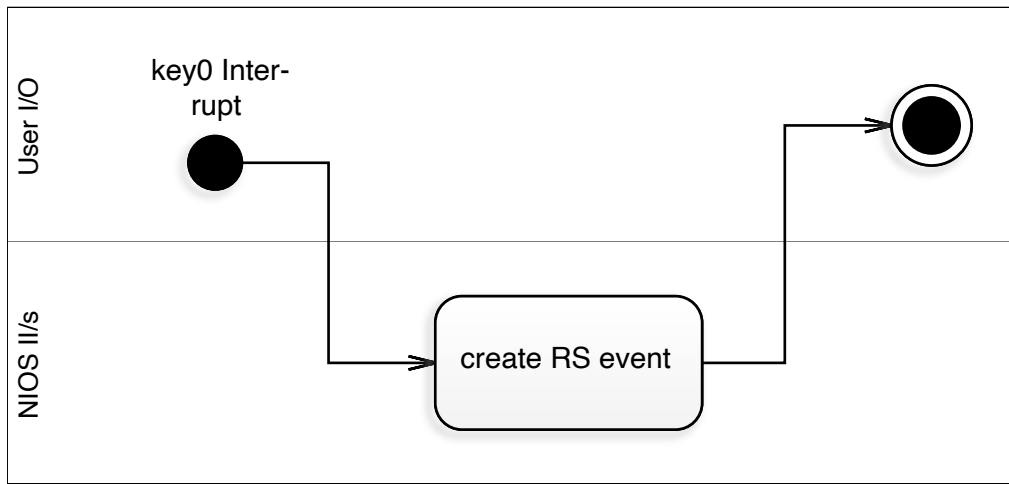 User I/O
key0 Inter-
rupt
NIOS II/s
create RS event